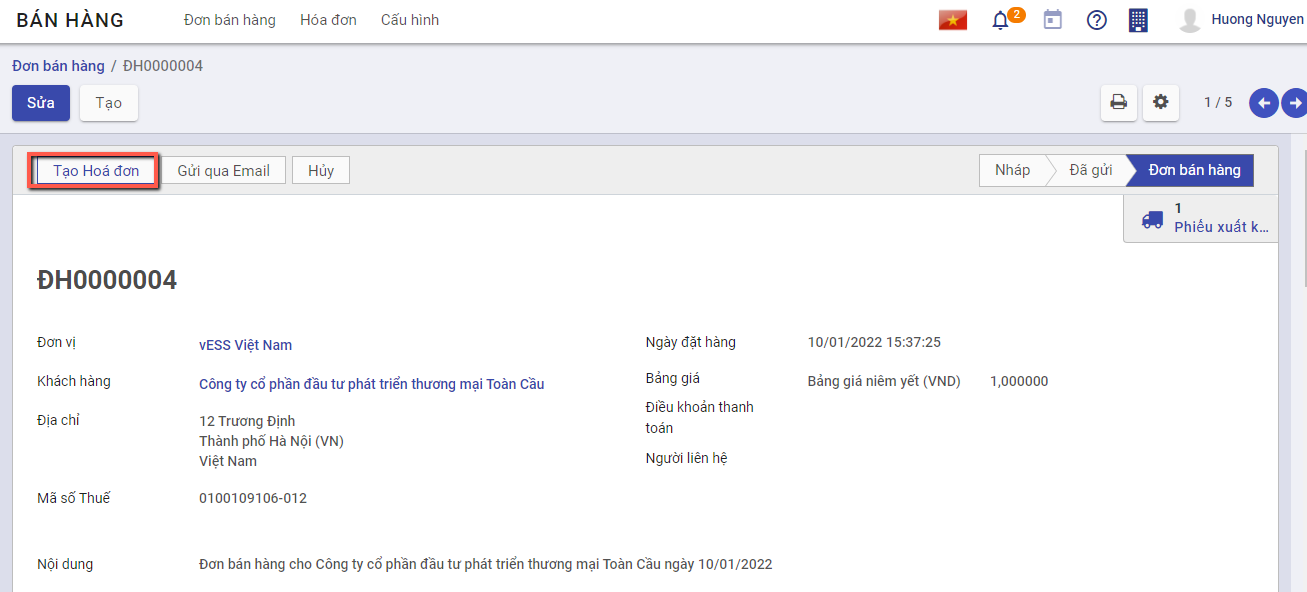 BÁN HÀNG Đơn bán hàng Hóa đơn Cấu hình 2 Huong Nguyen
Đơn bán hàng / ĐH0000004
Sửa Tạo 1 / 5
Tạo Hoá đơn Gửi qua Email Hủy Nháp Đã gửi Đơn bán hàng
1
Phiếu xuất k...
ĐH0000004
Đơn vị vESS Việt Nam
Khách hàng Công ty cổ phần đầu tư phát triển thương mại Toàn Cầu
Địa chỉ 12 Trương Định
Thành phố Hà Nội (VN)
Việt Nam
Mã số Thuế 0100109106-012
Ngày đặt hàng 10/01/2022 15:37:25
Bảng giá Bảng giá niêm yết (VND) 1,000000
Điều khoản thanh
toán
Người liên hệ
Nội dung Đơn bán hàng cho Công ty cổ phần đầu tư phát triển thương mại Toàn Cầu ngày 10/01/2022